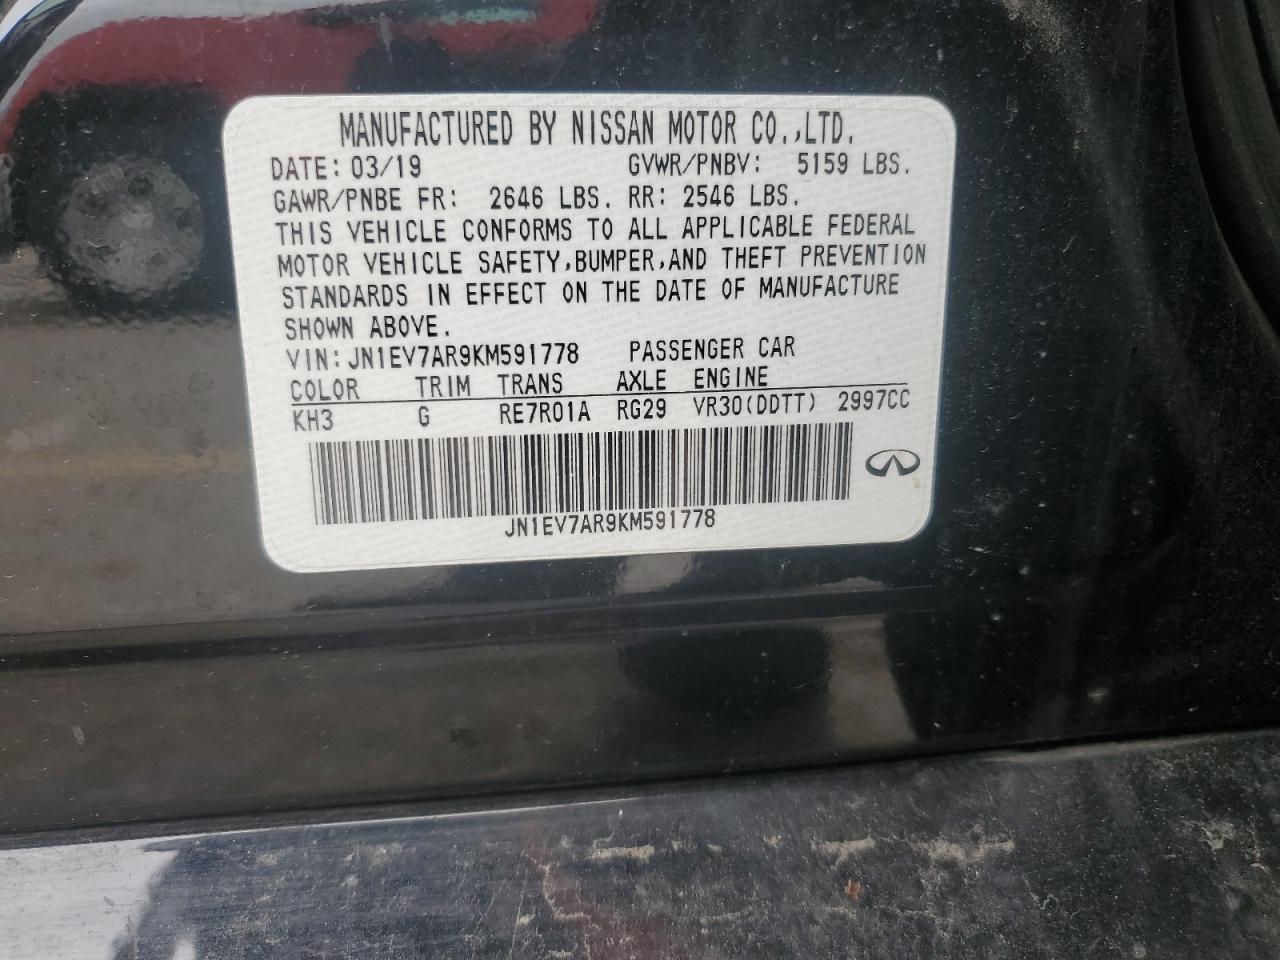 MANUFACTURED BY NISSAN MOTOR CO.,LTD.
DATE: 03/19 GVWR/PNBV: 5159 LBS.
GAWR/PNBE FR: 2646 LBS. RR: 2546 LBS.
THIS VEHICLE CONFORMS TO ALL APPLICABLE FEDERAL
MOTOR VEHICLE SAFETY,BUMPER,AND THEFT PREVENTION
STANDARDS IN EFFECT ON THE DATE OF MANUFACTURE
SHOWN ABOVE.
VIN:JN1EV7AR9KM591778 PASSENGER CAR
COLOR TRIM TRANS AXLE ENGINE
KH3 G RE7R01A RG29 VR30(DDTT) 2997CC
JN1EV7AR9KM591778